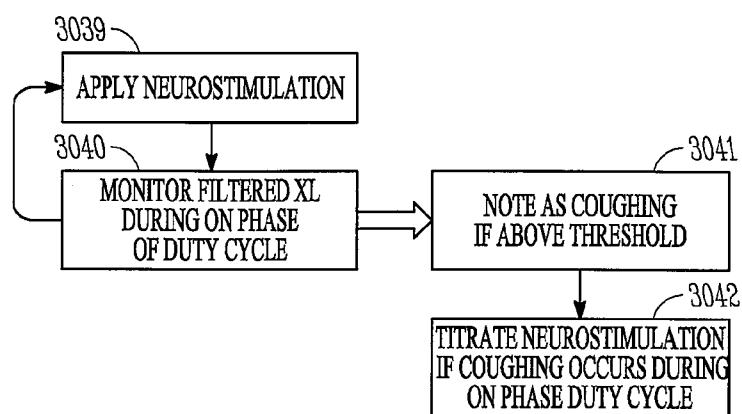 3039
APPLY NEUROSTIMULATION
3040
MONITOR FILTERED XL
DURING ON PHASE
OF DUTY CYCLE
3041
NOTE AS COUGHING
IF ABOVE THRESHOLD
3042
TITRATE NEUROSTIMULATION
IF COUGHING OCCURS DURING
ON PHASE DUTY CYCLE